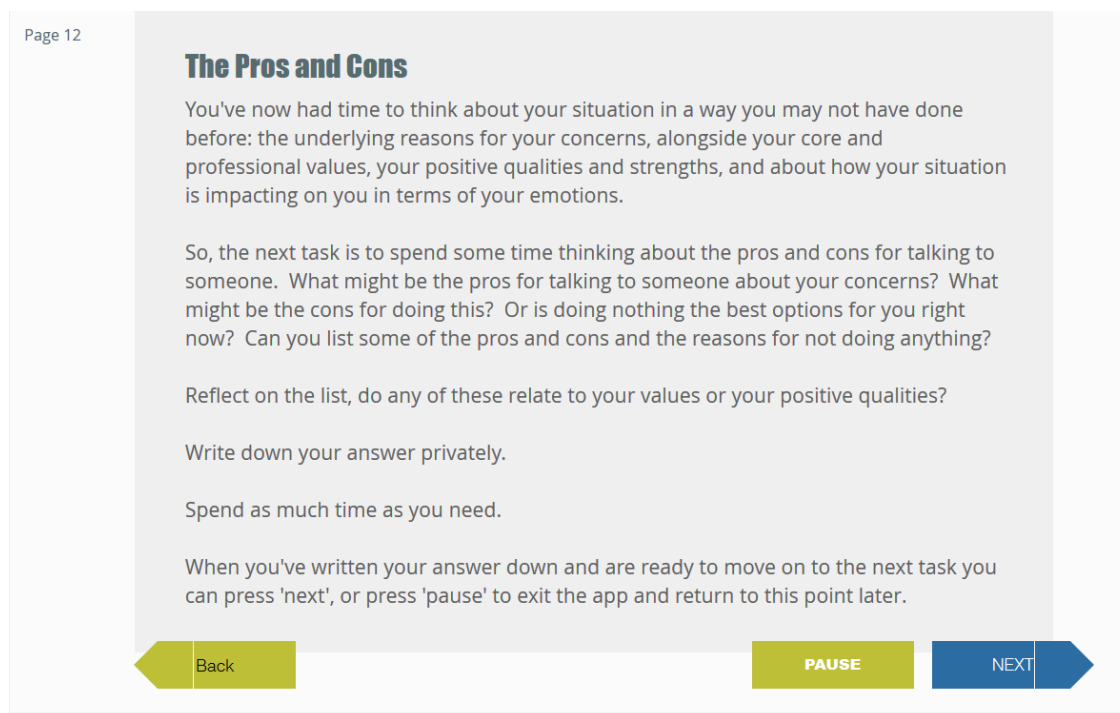 Page 12
The Pros and Cons
You've now had time to think about your situation in a way you may not have done
before: the underlying reasons for your concerns, alongside your core and
professional values, your positive qualities and strengths, and about how your situation
is impacting on you in terms of your emotions.
So, the next task is to spend some time thinking about the pros and cons for talking to
someone.  What might be the pros for talking to someone about your concerns?  What
might be the cons for doing this?  Or is doing nothing the best options for you right
now?  Can you list some of the pros and cons and the reasons for not doing anything?
Reflect on the list, do any of these relate to your values or your positive qualities?
Write down your answer privately.
Spend as much time as you need.
When you've written your answer down and are ready to move on to the next task you
can press 'next', or press 'pause' to exit the app and return to this point later.
Back
PAUSE
NEXT